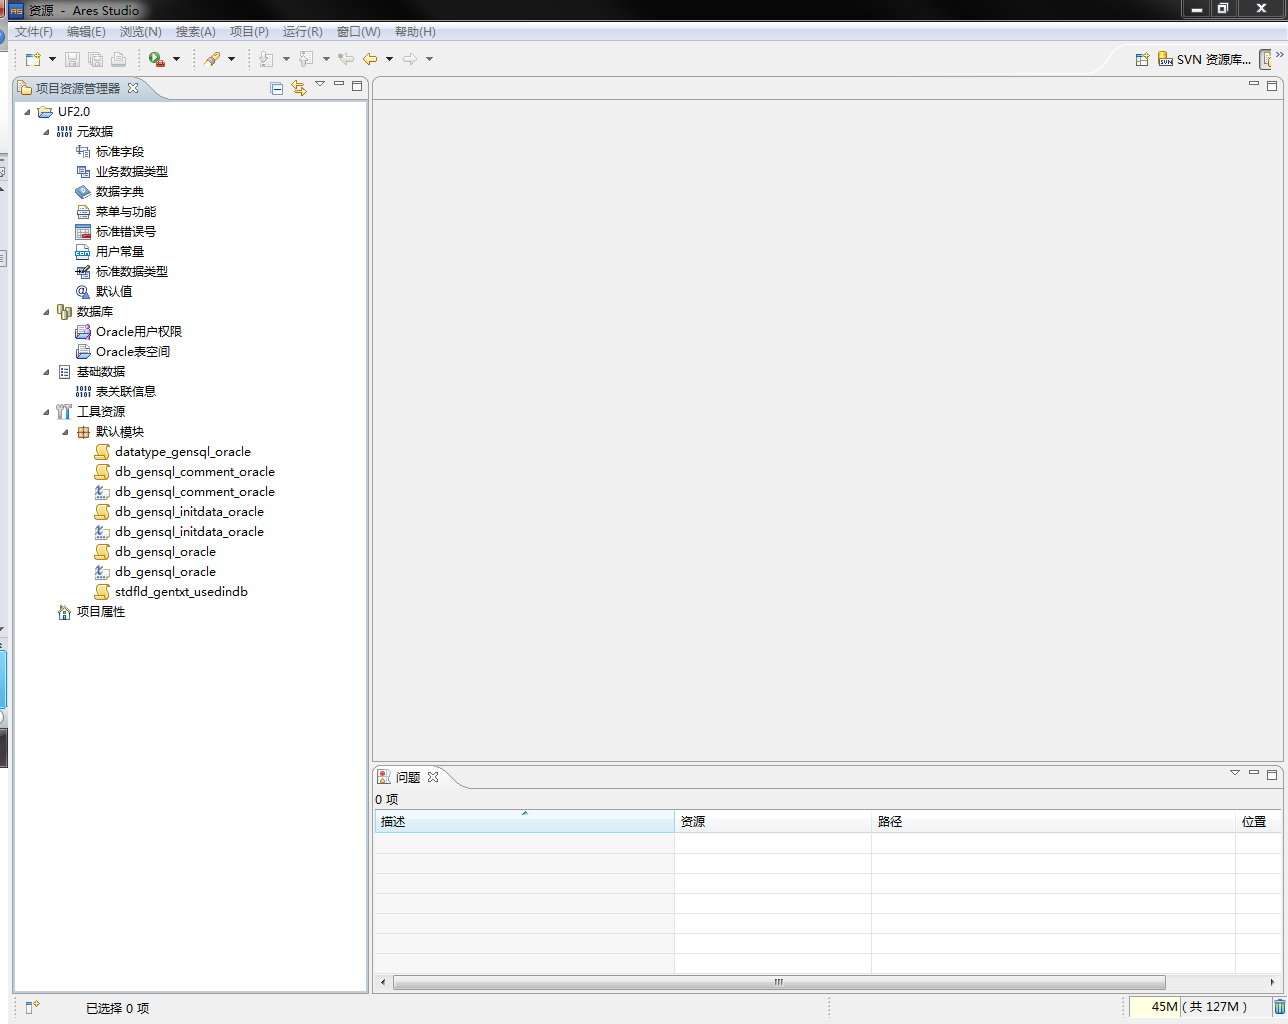 资源 - Ares Studio
文件(F) 编辑(E) 浏览(N) 搜索(A) 项目(P) 运行(R) 窗口(W) 帮助(H)
SVN 资源库...
项目资源管理器
UF2.0
元数据
标准字段
业务数据类型
数据字典
菜单与功能
标准错误号
用户常量
标准数据类型
默认值
数据库
Oracle用户权限
Oracle表空间
基础数据
表关联信息
工具资源
默认模块
datatype_gensql_oracle
db_gensql_comment_oracle
db_gensql_comment_oracle
db_gensql_initdata_oracle
db_gensql_initdata_oracle
db_gensql_oracle
db_gensql_oracle
stdfld_gentxt_usedindb
项目属性
问题
0 项
描述 资源 路径 位置
已选择 0 项
45M ( 共 127M )